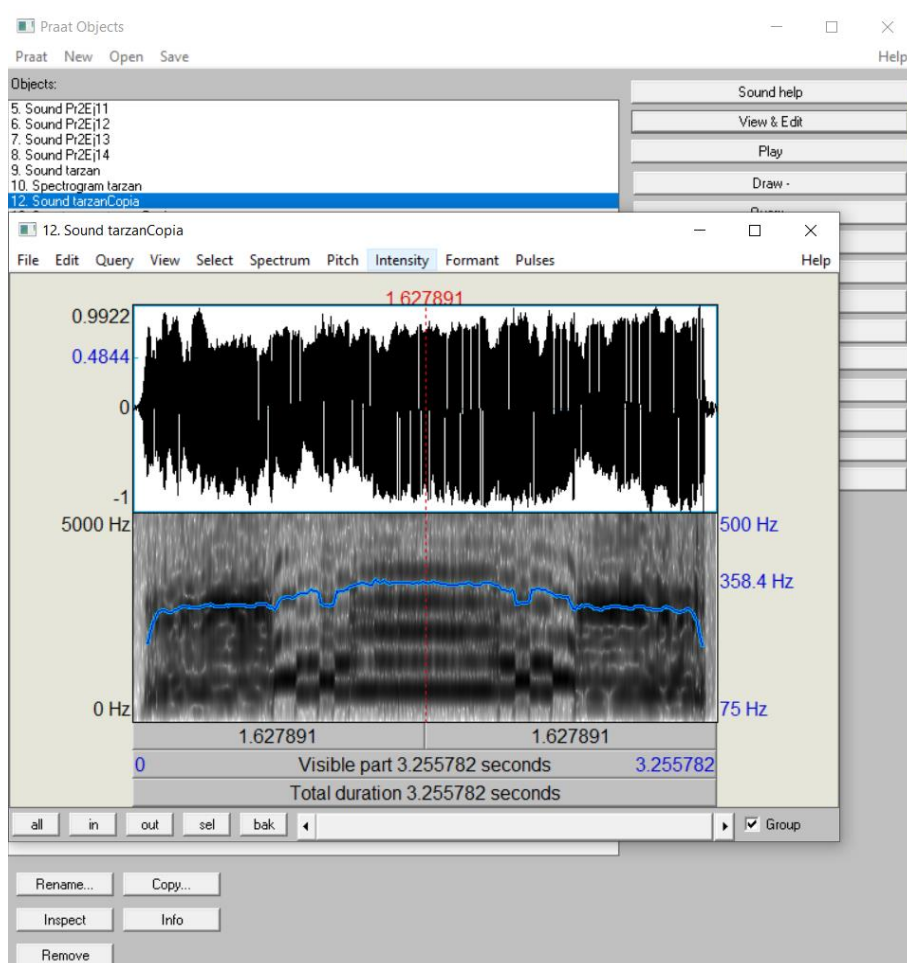 Praat Objects
Praat New Open Save Help
Objects:
5. Sound Pr2Ej11
6. Sound Pr2Ej12
7. Sound Pr2Ej13
8. Sound Pr2Ej14
9. Sound tarzan
10. Spectrogram tarzan
12. Sound tarzanCopia
Sound help
View & Edit
Play
Draw -
12. Sound tarzanCopia
File Edit Query View Select Spectrum Pitch Intensity Formant Pulses Help
1.627891
0.9922
0.4844
0
-1
5000 Hz
500 Hz
358.4 Hz
0 Hz
75 Hz
1.627891 1.627891
0 Visible part 3.255782 seconds 3.255782
Total duration 3.255782 seconds
all in out sel bak Group
Rename... Copy...
Inspect Info
Remove